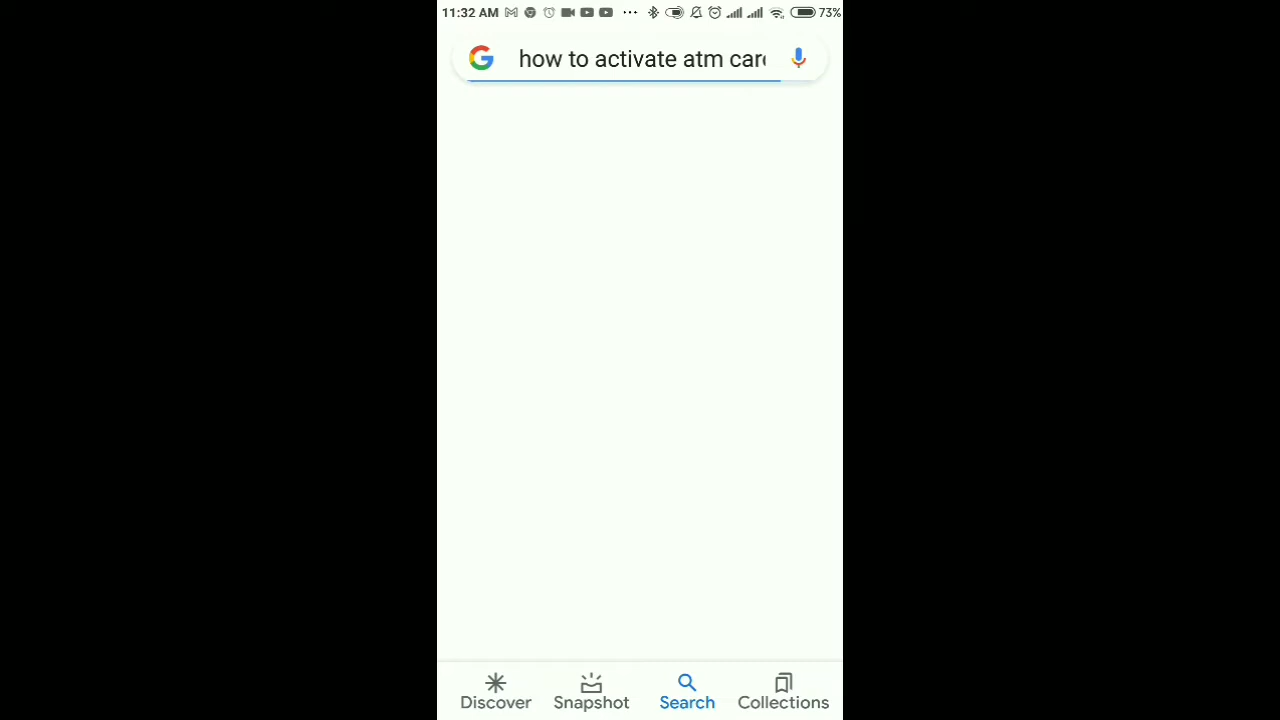 11:32 AM 73%
how to activate atm car
Discover Snapshot Search Collections